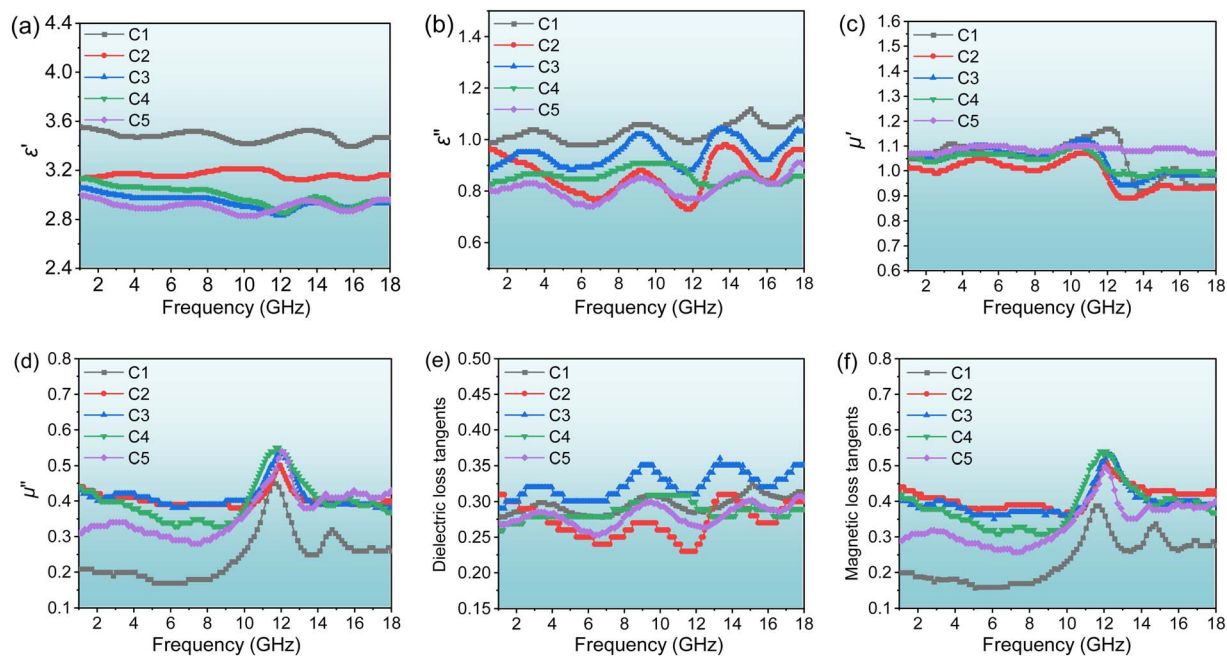 (a)
4.4
4.0
3.6
3.2
2.8
2.4
ε'
C1
C2
C3
C4
C5
2 4 6 8 10 12 14 16 18
Frequency (GHz)
(b)
1.4
1.2
1.0
0.8
0.6
ε"
C1
C2
C3
C4
C5
2 4 6 8 10 12 14 16 18
Frequency (GHz)
(c)
1.6
1.5
1.4
1.3
1.2
1.1
1.0
0.9
0.8
0.7
0.6
μ'
C1
C2
C3
C4
C5
2 4 6 8 10 12 14 16 18
Frequency (GHz)
(d)
0.8
0.7
0.6
0.5
0.4
0.3
0.2
0.1
μ"
C1
C2
C3
C4
C5
2 4 6 8 10 12 14 16 18
Frequency (GHz)
(e)
0.50
0.45
0.40
0.35
0.30
0.25
0.20
0.15
Dielectric loss tangents
C1
C2
C3
C4
C5
2 4 6 8 10 12 14 16 18
Frequency (GHz)
(f)
0.8
0.7
0.6
0.5
0.4
0.3
0.2
0.1
Magnetic loss tangents
C1
C2
C3
C4
C5
2 4 6 8 10 12 14 16 18
Frequency (GHz)